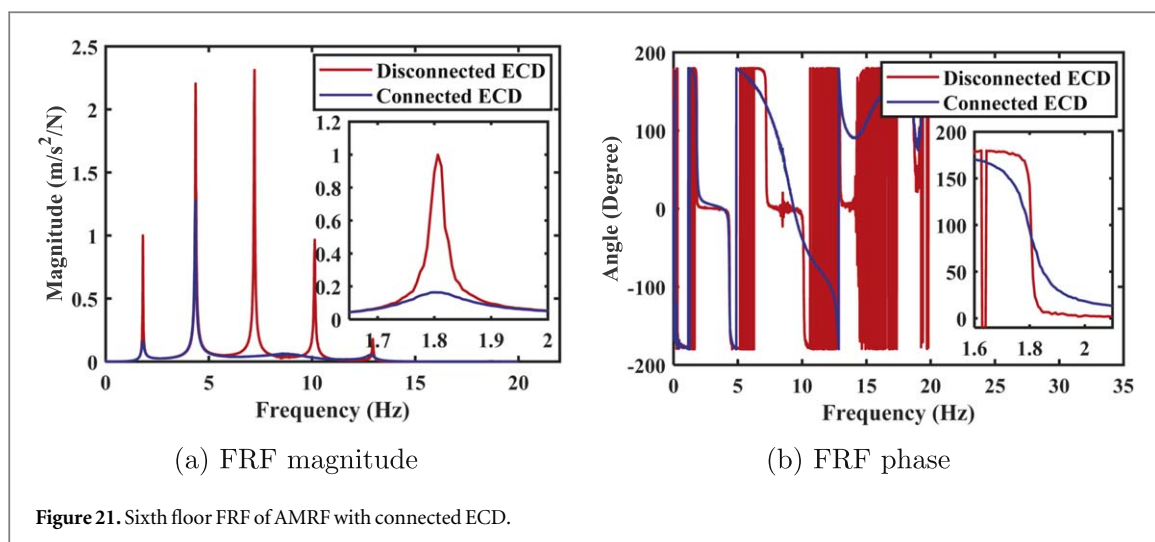 2.5
2
1.5
1
0.5
0
Magnitude (m/s²/N)
0 5 10 15 20
Frequency (Hz)
Disconnected ECD
Connected ECD
1.2
1
0.8
0.6
0.4
0.2
0
1.7 1.8 1.9 2
(a) FRF magnitude
200
100
0
-100
-200
Angle (Degree)
0 5 10 15 20 25 30 35
Frequency (Hz)
Disconnected ECD
Connected ECD
200
150
100
50
0
1.6 1.8 2
(b) FRF phase
Figure 21. Sixth floor FRF of AMRF with connected ECD.